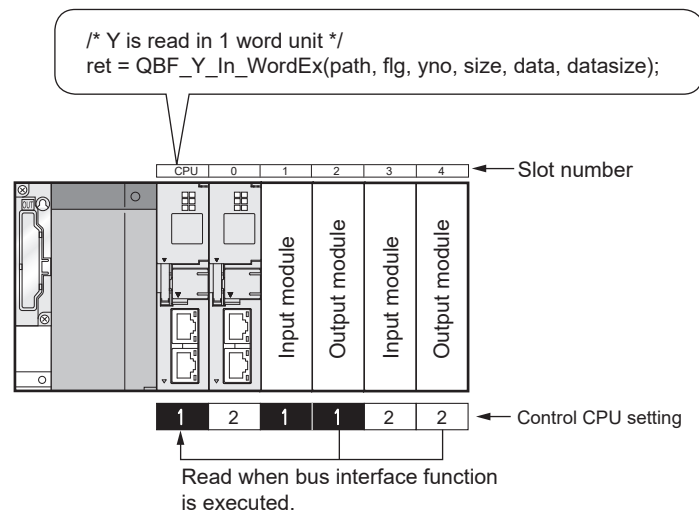 /* Y is read in 1 word unit */
ret = QBF_Y_In_WordEx(path, flg, yno, size, data, datasize);
CPU 0 1 2 3 4 Slot number
OUT
Input module
Output module
Input module
Output module
1 2 1 1 2 2 Control CPU setting
Read when bus interface function
is executed.